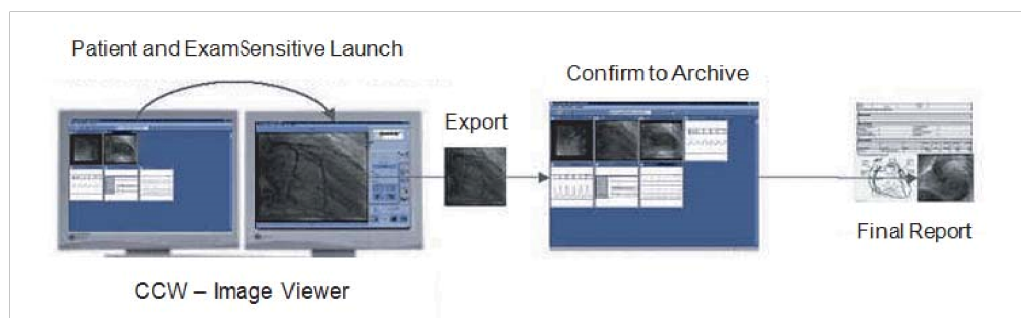 Patient and ExamSensitive Launch
Confirm to Archive
Export
Final Report
CCW – Image Viewer